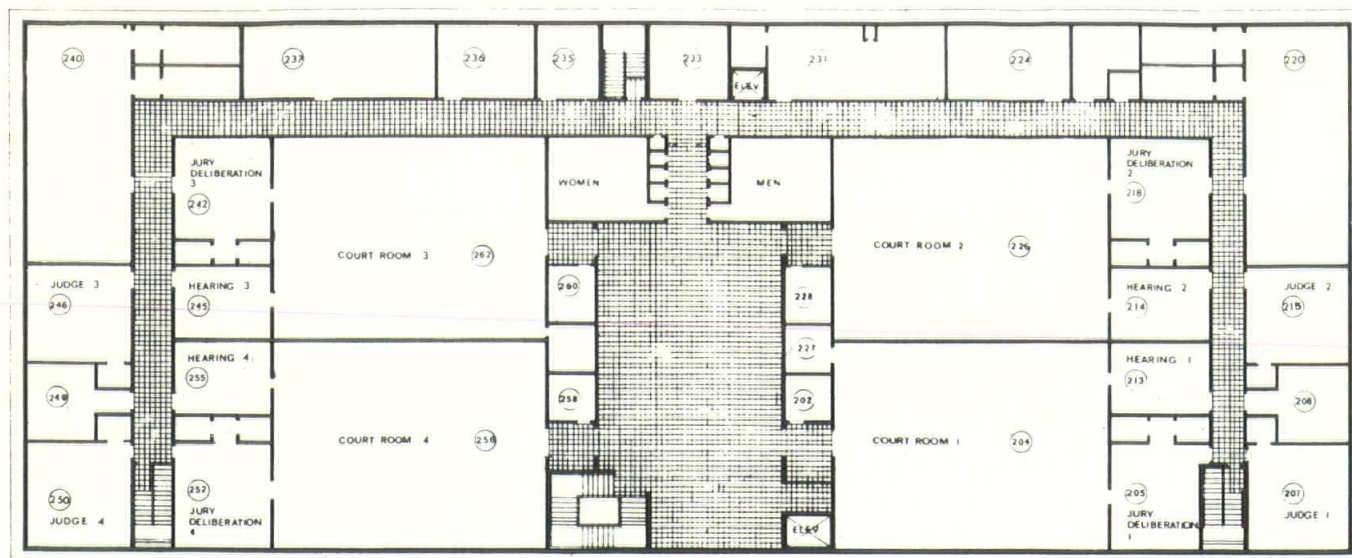 240
237
236
235
233
ELEV
231
224
220
JURY
DELIBERATION
3
242
WOMEN
MEN
JURY
DELIBERATION
2
218
COURT ROOM 3
262
COURT ROOM 2
226
JUDGE 3
246
HEARING 3
245
260
228
HEARING 2
214
JUDGE 2
215
HEARING 4
255
227
HEARING 1
213
249
258
202
208
COURT ROOM 4
256
COURT ROOM 1
204
250
JUDGE 4
252
JURY
DELIBERATION
4
ELEV
205
JURY
DELIBERATION
1
207
JUDGE 1